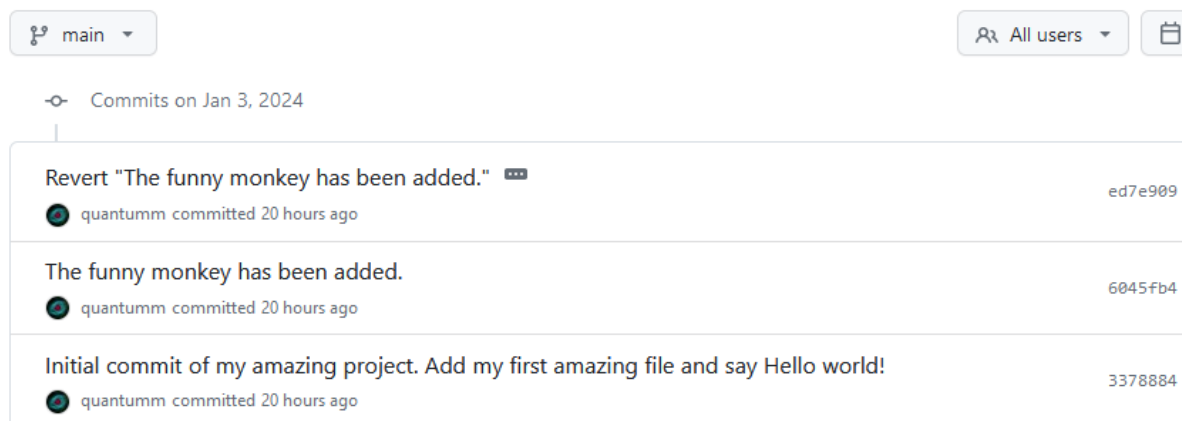 main
All users
Commits on Jan 3, 2024
Revert "The funny monkey has been added."
quantumm committed 20 hours ago
ed7e909
The funny monkey has been added.
quantumm committed 20 hours ago
6045fb4
Initial commit of my amazing project. Add my first amazing file and say Hello world!
quantumm committed 20 hours ago
3378884